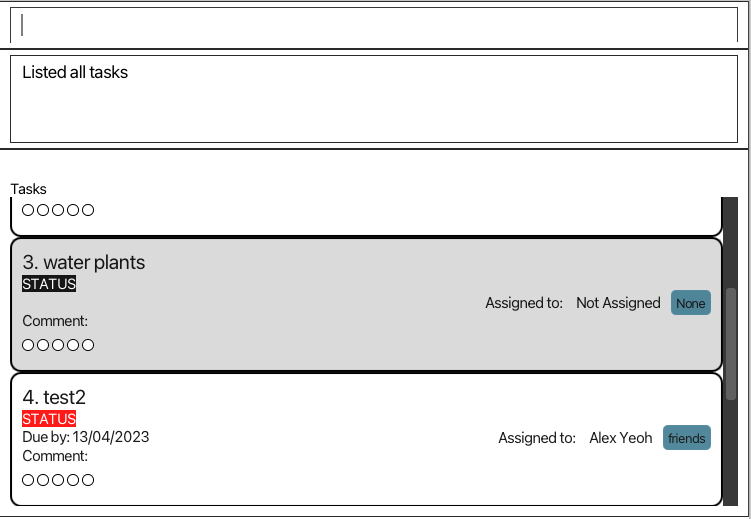 Listed all tasks
Tasks
3. water plants
STATUS
Assigned to: Not Assigned None
Comment:
4. test2
STATUS
Due by: 13/04/2023
Assigned to: Alex Yeoh friends
Comment: